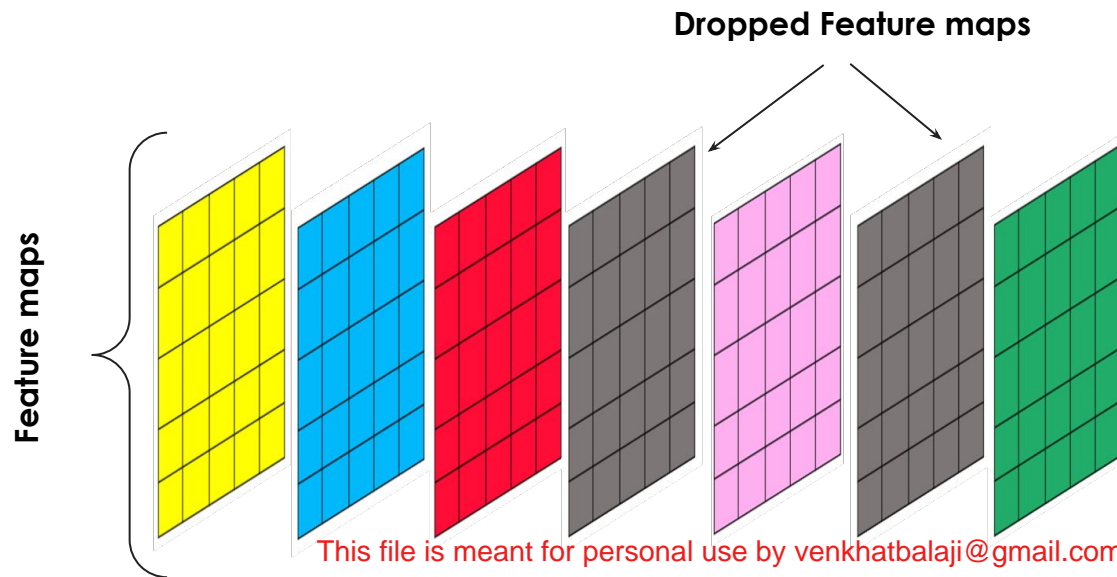 Dropped Feature maps
Feature maps
This file is meant for personal use by venkhatbalaji@gmail.com